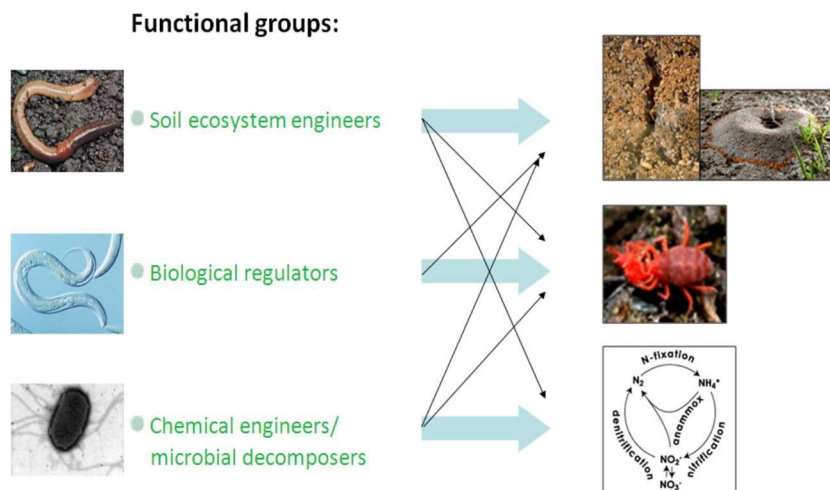 Functional groups:
Soil ecosystem engineers
Biological regulators
Chemical engineers/
microbial decomposers
N-fixation
N₂
NH₄⁺
anammox
denitrification
nitrification
NO₂⁻
NO₃⁻